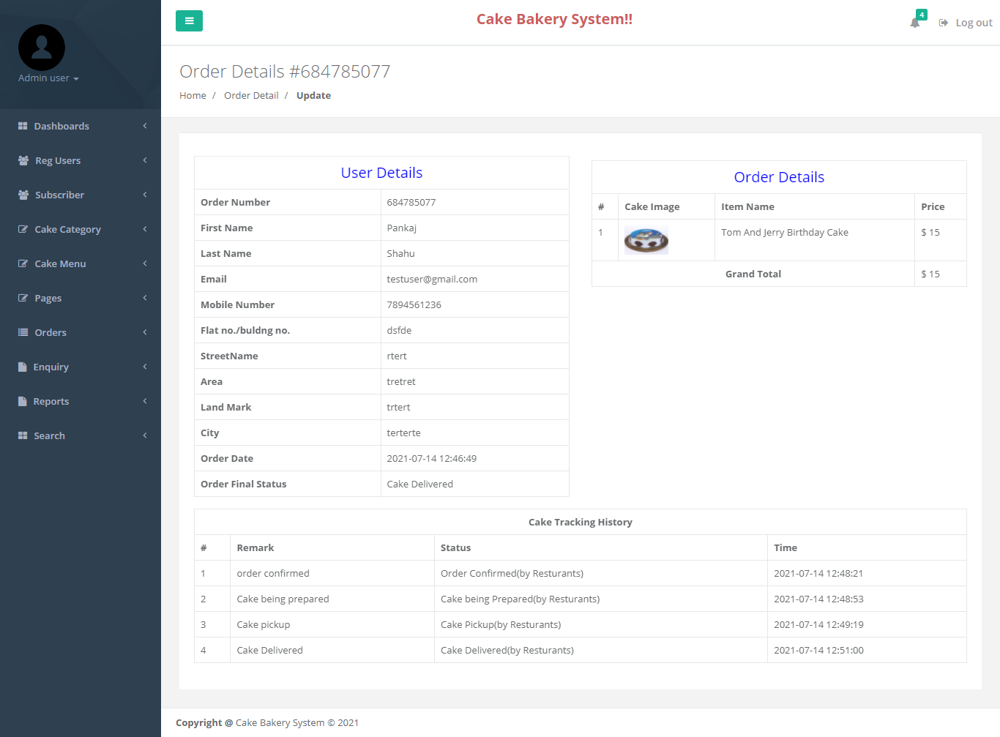 Cake Bakery System!!
4
Log out
Admin user
Dashboards
Reg Users
Subscriber
Cake Category
Cake Menu
Pages
Orders
Enquiry
Reports
Search
Order Details #684785077
Home / Order Detail / Update
User Details
Order Number 684785077
First Name Pankaj
Last Name Shahu
Email testuser@gmail.com
Mobile Number 7894561236
Flat no./buldng no. dsfde
StreetName rtert
Area tretret
Land Mark trtert
City terterte
Order Date 2021-07-14 12:46:49
Order Final Status Cake Delivered
Order Details
# Cake Image Item Name Price
1 Tom And Jerry Birthday Cake $ 15
Grand Total $ 15
Cake Tracking History
# Remark Status Time
1 order confirmed Order Confirmed(by Resturants) 2021-07-14 12:48:21
2 Cake being prepared Cake being Prepared(by Resturants) 2021-07-14 12:48:53
3 Cake pickup Cake Pickup(by Resturants) 2021-07-14 12:49:19
4 Cake Delivered Cake Delivered(by Resturants) 2021-07-14 12:51:00
Copyright @ Cake Bakery System © 2021